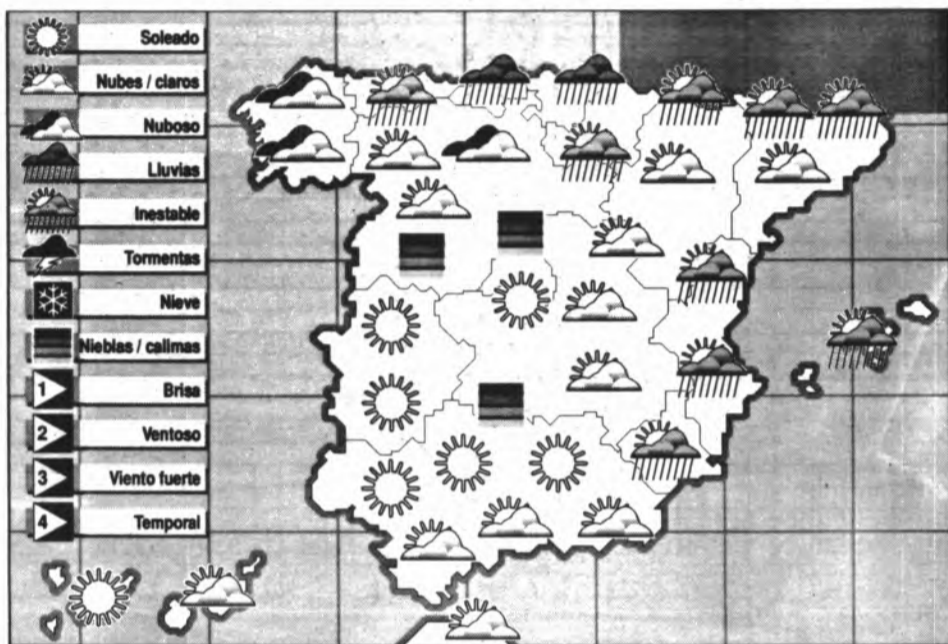 Soleado
Nubes / claros
Nuboso
Lluvias
Inestable
Tormentas
Nieve
Nieblas / calimas
1 Brisa
2 Ventoso
3 Viento fuerte
4 Temporal